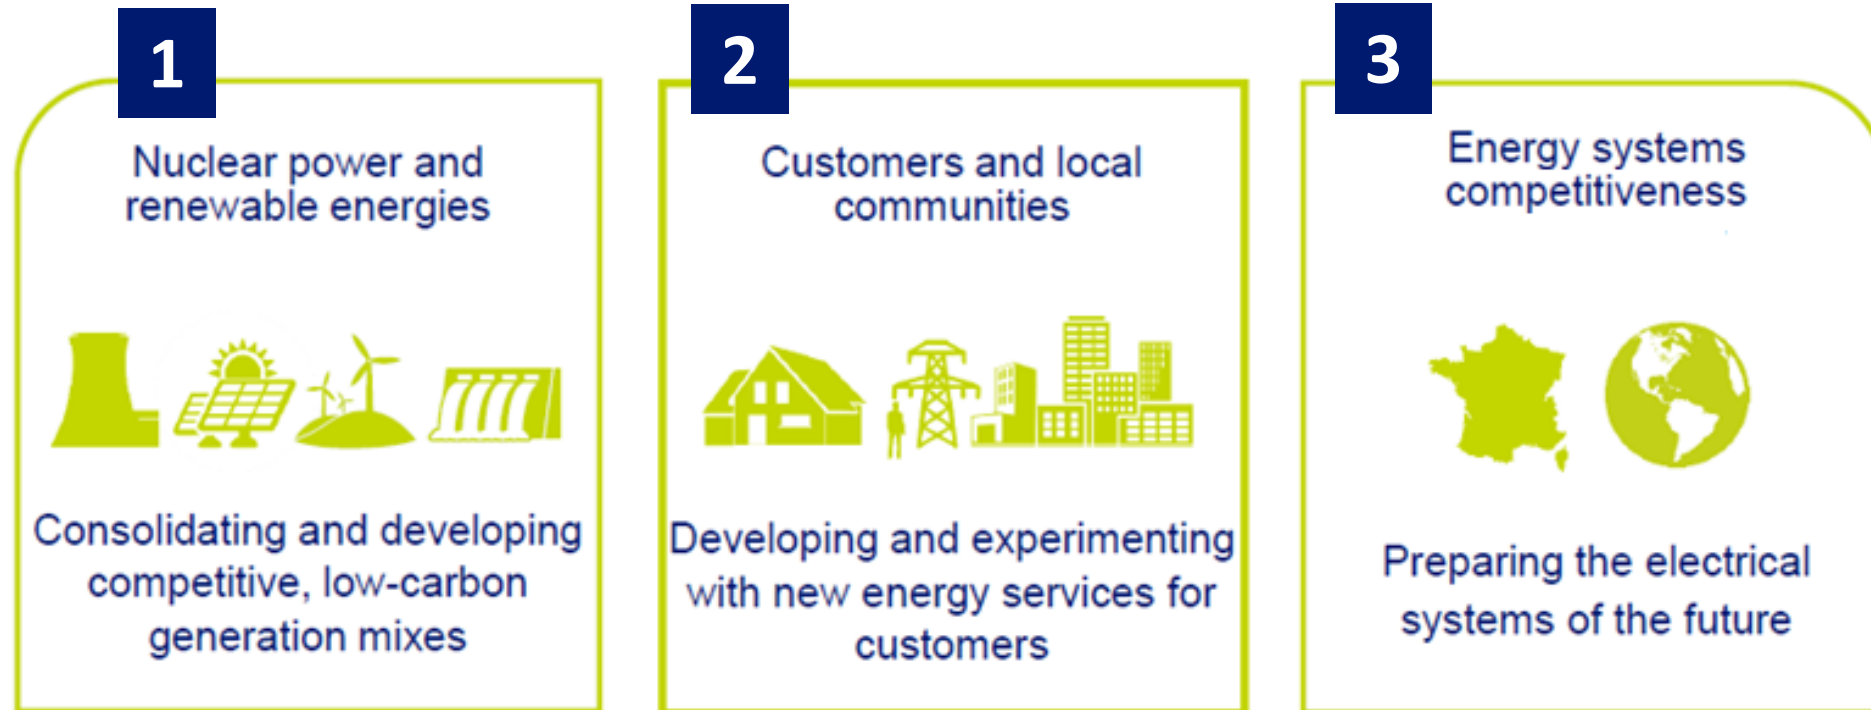 1
Nuclear power and
renewable energies
Consolidating and developing
competitive, low-carbon
generation mixes
2
Customers and local
communities
Developing and experimenting
with new energy services for
customers
3
Energy systems
competitiveness
Preparing the electrical
systems of the future